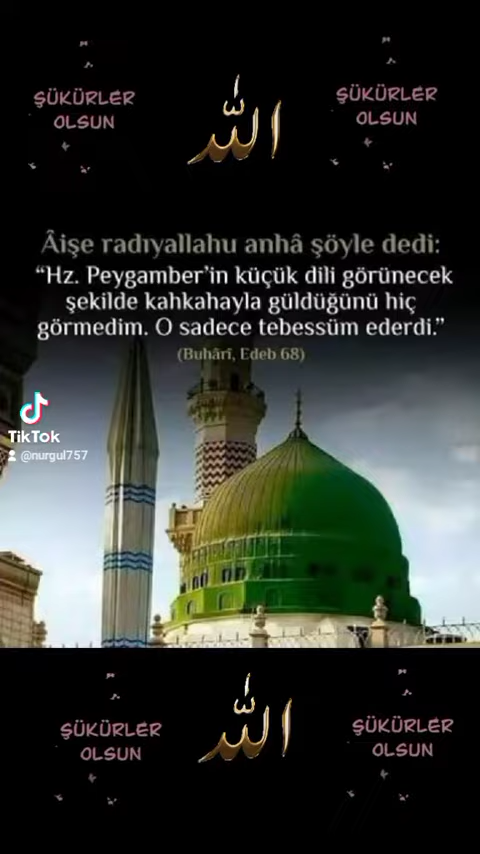 ŞÜKÜRLER
OLSUN
الله
ŞÜKÜRLER
OLSUN
Âişe radıyallahu anhâ şöyle dedi:
“Hz. Peygamber’in küçük dili görünecek
şekilde kahkahayla güldüğünü hiç
görmedim. O sadece tebessüm ederdi.”
(Buhârî, Edeb 68)
TikTok
@nurgul757
ŞÜKÜRLER
OLSUN
الله
ŞÜKÜRLER
OLSUN